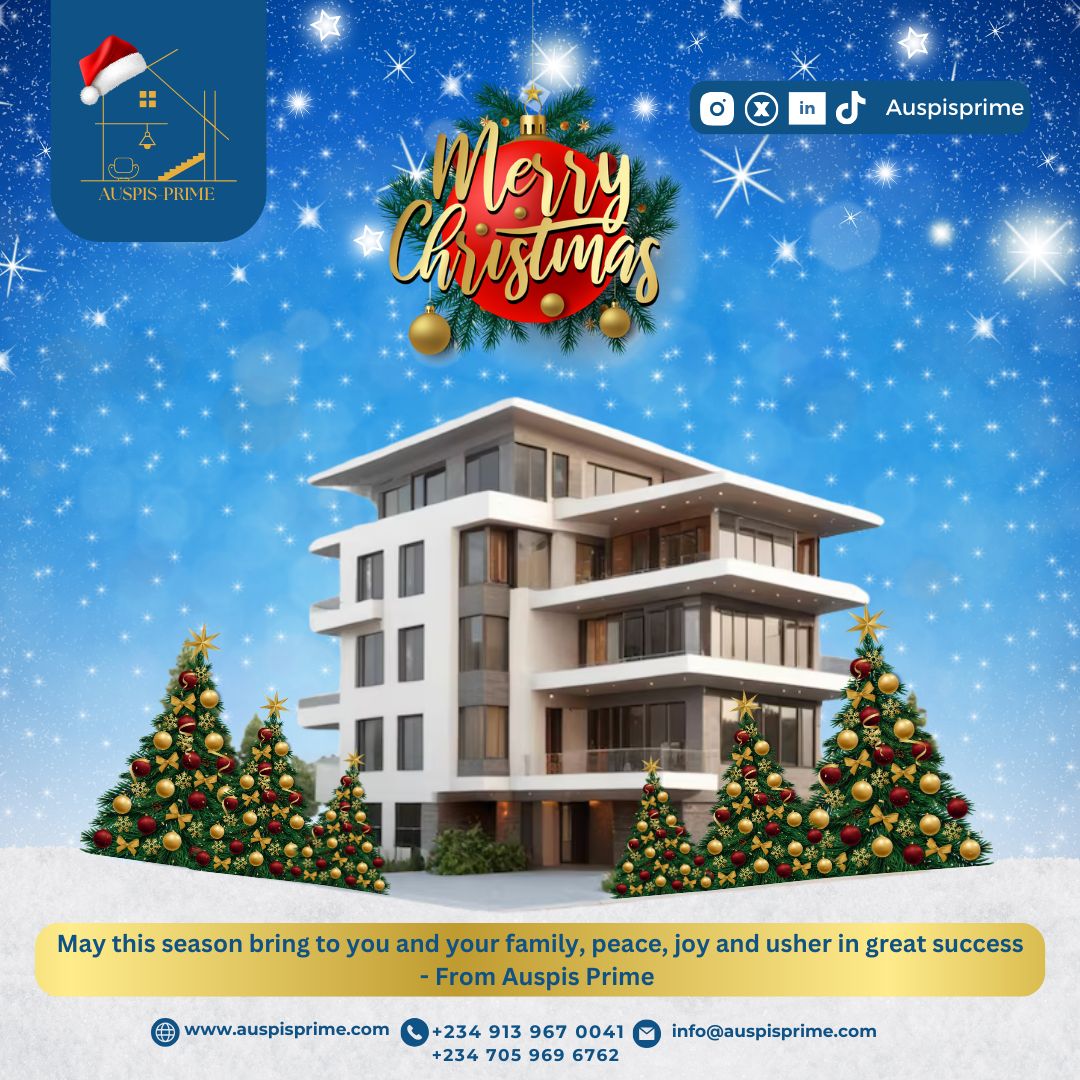 AUSPIS-PRIME
in Auspisprime
Merry
Christmas
May this season bring to you and your family, peace, joy and usher in great success
- From Auspis Prime
www.auspisprime.com +234 913 967 0041 info@auspisprime.com
+234 705 969 6762